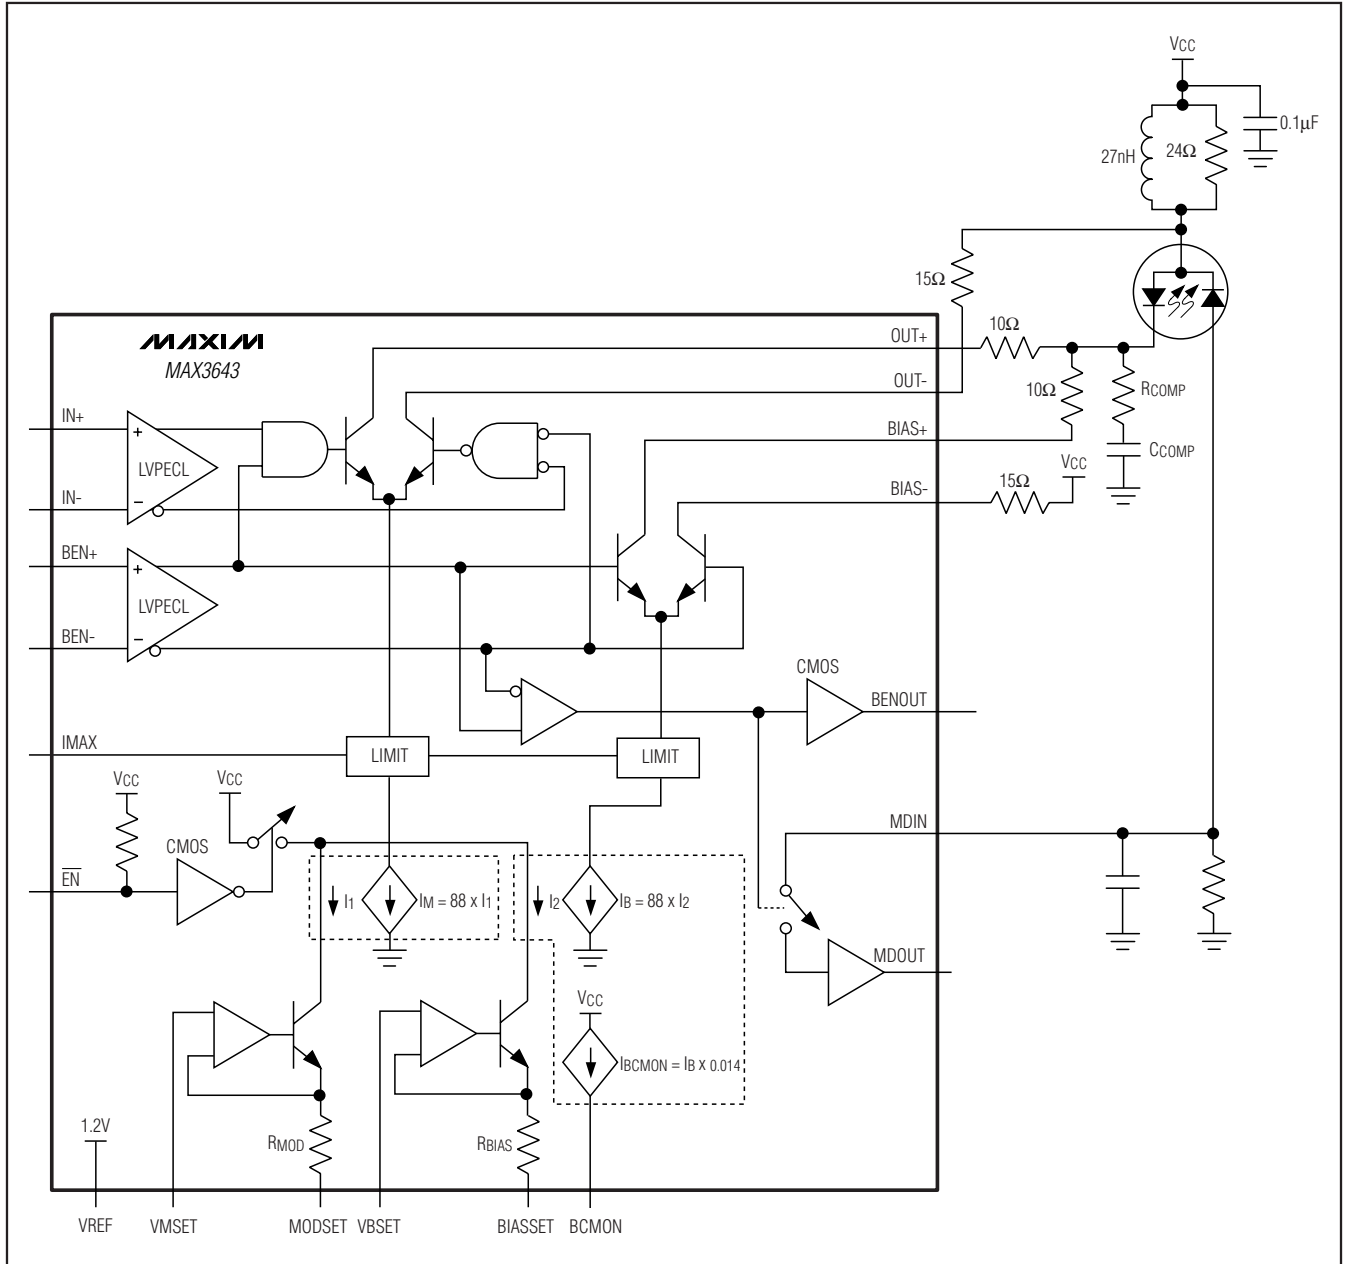 VCC
0.1µF
27nH
24Ω
15Ω
MAXIM
MAX3643
OUT+
10Ω
OUT-
10Ω
RCOMP
IN+
BIAS+
CCOMP
+
LVPECL
VCC
IN-
−
BIAS-
15Ω
BEN+
+
LVPECL
BEN-
−
CMOS
BENOUT
IMAX
LIMIT
LIMIT
VCC
VCC
MDIN
CMOS
EN
I1
IM = 88 x I1
I2
IB = 88 x I2
MDOUT
VCC
IBCMON = IB x 0.014
1.2V
RMOD
RBIAS
VREF
VMSET
MODSET
VBSET
BIASSET
BCMON